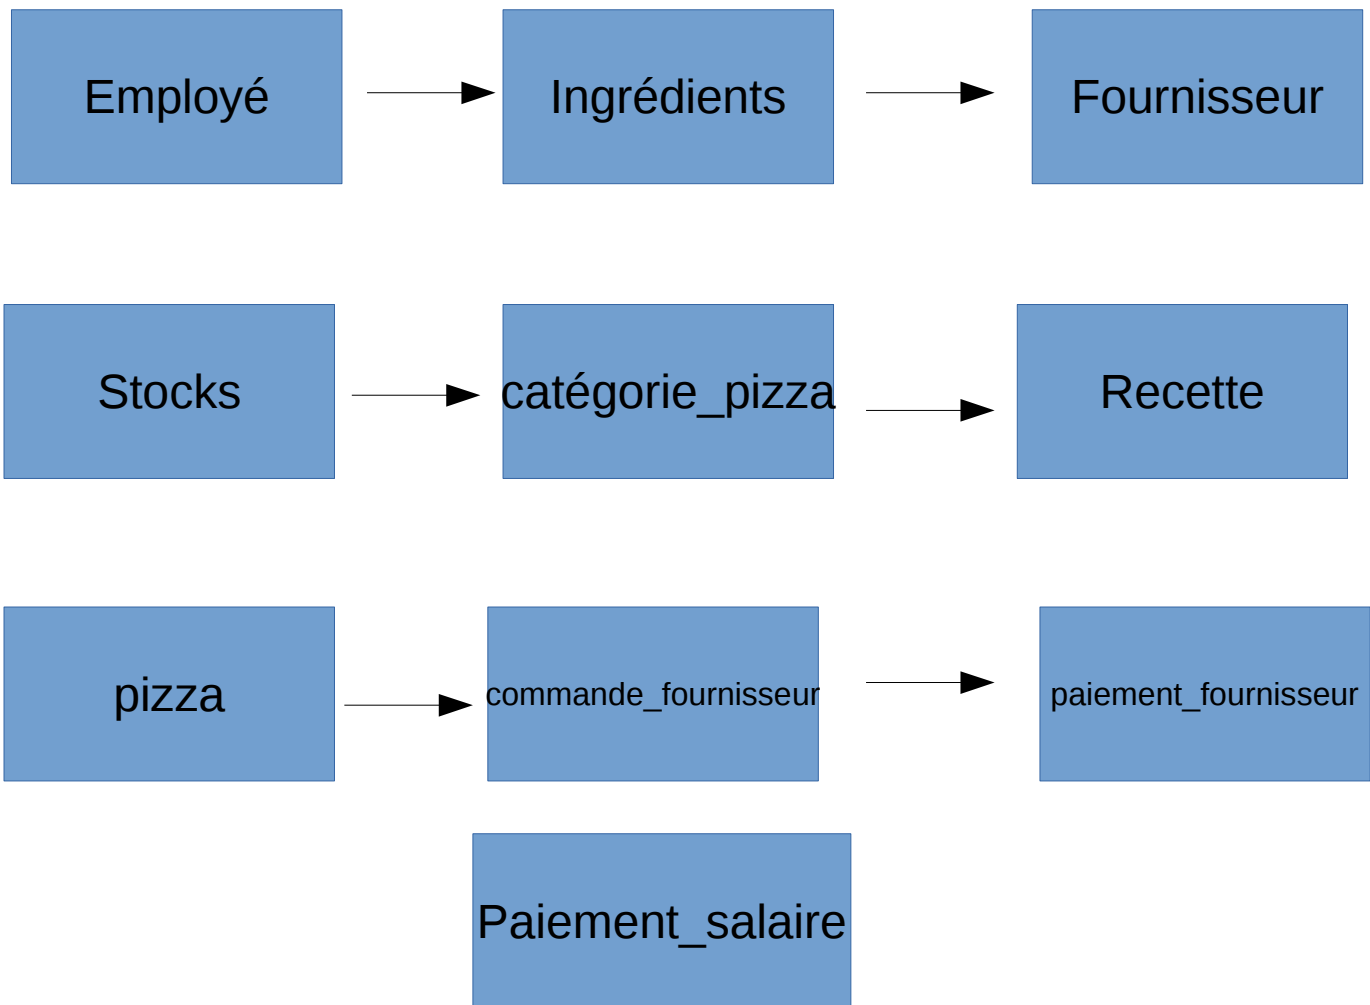 Employé
Ingrédients
Fournisseur
Stocks
catégorie_pizza
Recette
pizza
commande_fournisseur
paiement_fournisseur
Paiement_salaire